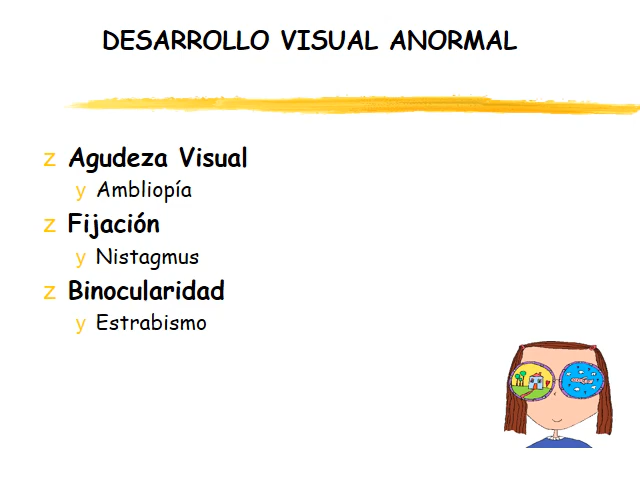 DESARROLLO VISUAL ANORMAL
z Agudeza Visual
y Ambliopía
z Fijación
y Nistagmus
z Binocularidad
y Estrabismo